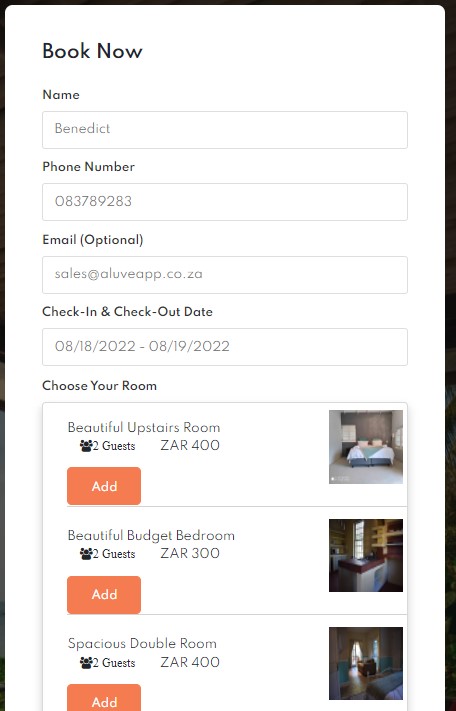 Book Now
Name
Benedict
Phone Number
083789283
Email (Optional)
sales@aluveapp.co.za
Check-In & Check-Out Date
08/18/2022 - 08/19/2022
Choose Your Room
Beautiful Upstairs Room
2 Guests ZAR 400
Add
Beautiful Budget Bedroom
2 Guests ZAR 300
Add
Spacious Double Room
2 Guests ZAR 400
Add